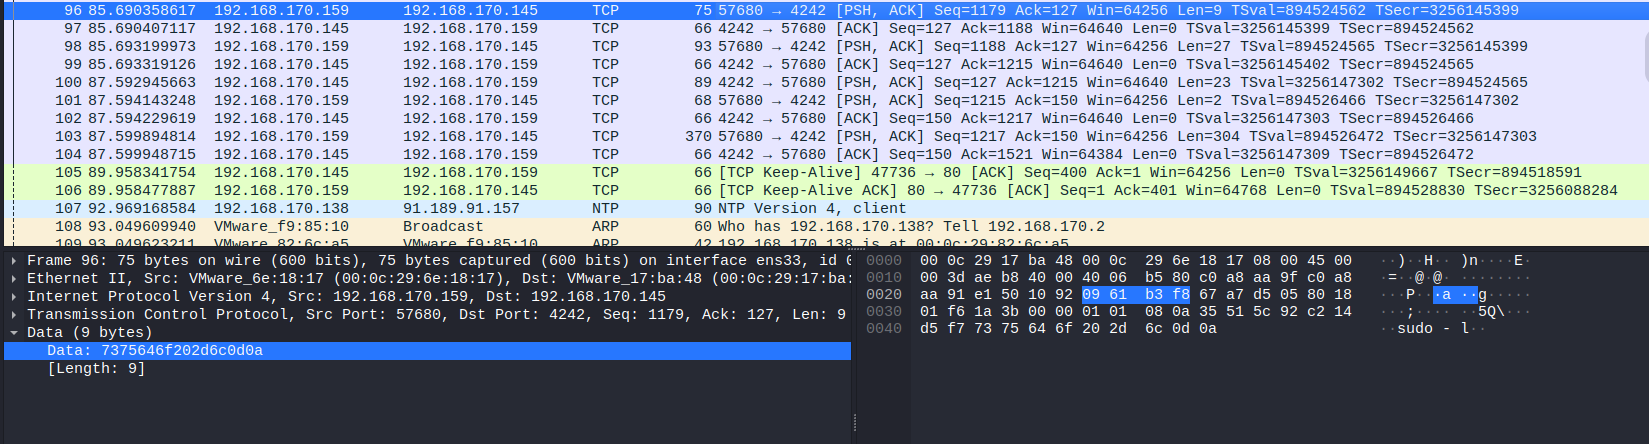 96 85.690358617 192.168.170.159 192.168.170.145 TCP 75 57680 → 4242 [PSH, ACK] Seq=1179 Ack=127 Win=64256 Len=9 TSval=894524562 TSecr=3256145399
97 85.690407117 192.168.170.145 192.168.170.159 TCP 66 4242 → 57680 [ACK] Seq=127 Ack=1188 Win=64640 Len=0 TSval=3256145399 TSecr=894524562
98 85.693199973 192.168.170.159 192.168.170.145 TCP 93 57680 → 4242 [PSH, ACK] Seq=1188 Ack=127 Win=64256 Len=27 TSval=894524565 TSecr=3256145399
99 85.693319126 192.168.170.145 192.168.170.159 TCP 66 4242 → 57680 [ACK] Seq=127 Ack=1215 Win=64640 Len=0 TSval=3256145402 TSecr=894524565
100 87.592945663 192.168.170.145 192.168.170.159 TCP 89 4242 → 57680 [PSH, ACK] Seq=127 Ack=1215 Win=64640 Len=23 TSval=3256147302 TSecr=894524565
101 87.594143248 192.168.170.159 192.168.170.145 TCP 68 57680 → 4242 [PSH, ACK] Seq=1215 Ack=150 Win=64256 Len=2 TSval=894526466 TSecr=3256147302
102 87.594229619 192.168.170.145 192.168.170.159 TCP 66 4242 → 57680 [ACK] Seq=150 Ack=1217 Win=64640 Len=0 TSval=3256147303 TSecr=894526466
103 87.599894814 192.168.170.159 192.168.170.145 TCP 370 57680 → 4242 [PSH, ACK] Seq=1217 Ack=150 Win=64256 Len=304 TSval=894526472 TSecr=3256147303
104 87.599948715 192.168.170.145 192.168.170.159 TCP 66 4242 → 57680 [ACK] Seq=150 Ack=1521 Win=64384 Len=0 TSval=3256147309 TSecr=894526472
105 89.958341754 192.168.170.145 192.168.170.159 TCP 66 [TCP Keep-Alive] 47736 → 80 [ACK] Seq=400 Ack=1 Win=64256 Len=0 TSval=3256149667 TSecr=894518591
106 89.958477887 192.168.170.159 192.168.170.145 TCP 66 [TCP Keep-Alive ACK] 80 → 47736 [ACK] Seq=1 Ack=401 Win=64768 Len=0 TSval=894528830 TSecr=3256088284
107 92.969168584 192.168.170.138 91.189.91.157 NTP 90 NTP Version 4, client
108 93.049609940 VMware_f9:85:10 Broadcast ARP 60 Who has 192.168.170.138? Tell 192.168.170.2
109 93.049623211 VMware_82:6c:a5 VMware_f9:85:10 ARP 42 192.168.170.138 is at 00:0c:29:82:6c:a5
Frame 96: 75 bytes on wire (600 bits), 75 bytes captured (600 bits) on interface ens33, id 0
Ethernet II, Src: VMware_6e:18:17 (00:0c:29:6e:18:17), Dst: VMware_17:ba:48 (00:0c:29:17:ba:
Internet Protocol Version 4, Src: 192.168.170.159, Dst: 192.168.170.145
Transmission Control Protocol, Src Port: 57680, Dst Port: 4242, Seq: 1179, Ack: 127, Len: 9
Data (9 bytes)
Data: 7375646f202d6c0d0a
[Length: 9]
0000 00 0c 29 17 ba 48 00 0c 29 6e 18 17 08 00 45 00 ··)··H·· )n····E·
0010 00 3d ae b8 40 00 40 06 b5 80 c0 a8 aa 9f c0 a8 ·=··@·@· ········
0020 aa 91 e1 50 10 92 09 61 b3 f8 67 a7 d5 05 80 18 ···P···a ··g·····
0030 01 f6 1a 3b 00 00 01 01 08 0a 35 51 5c 92 c2 14 ···;···· ··5Q\···
0040 d5 f7 73 75 64 6f 20 2d 6c 0d 0a ··sudo - l··